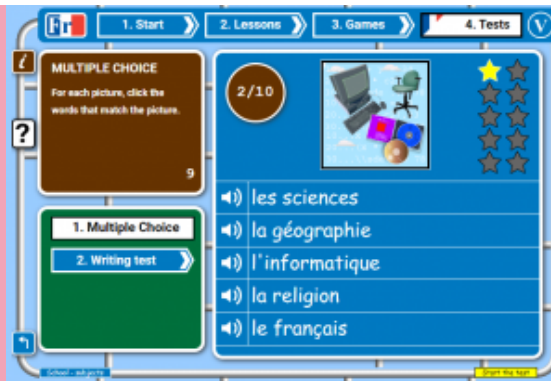 Fr
1. Start
2. Lessons
3. Games
4. Tests
V
i
MULTIPLE CHOICE
For each picture, click the
words that match the picture.
9
?
2/10
les sciences
la géographie
l'informatique
la religion
le français
1. Multiple Choice
2. Writing test
School - subjects
Start the test